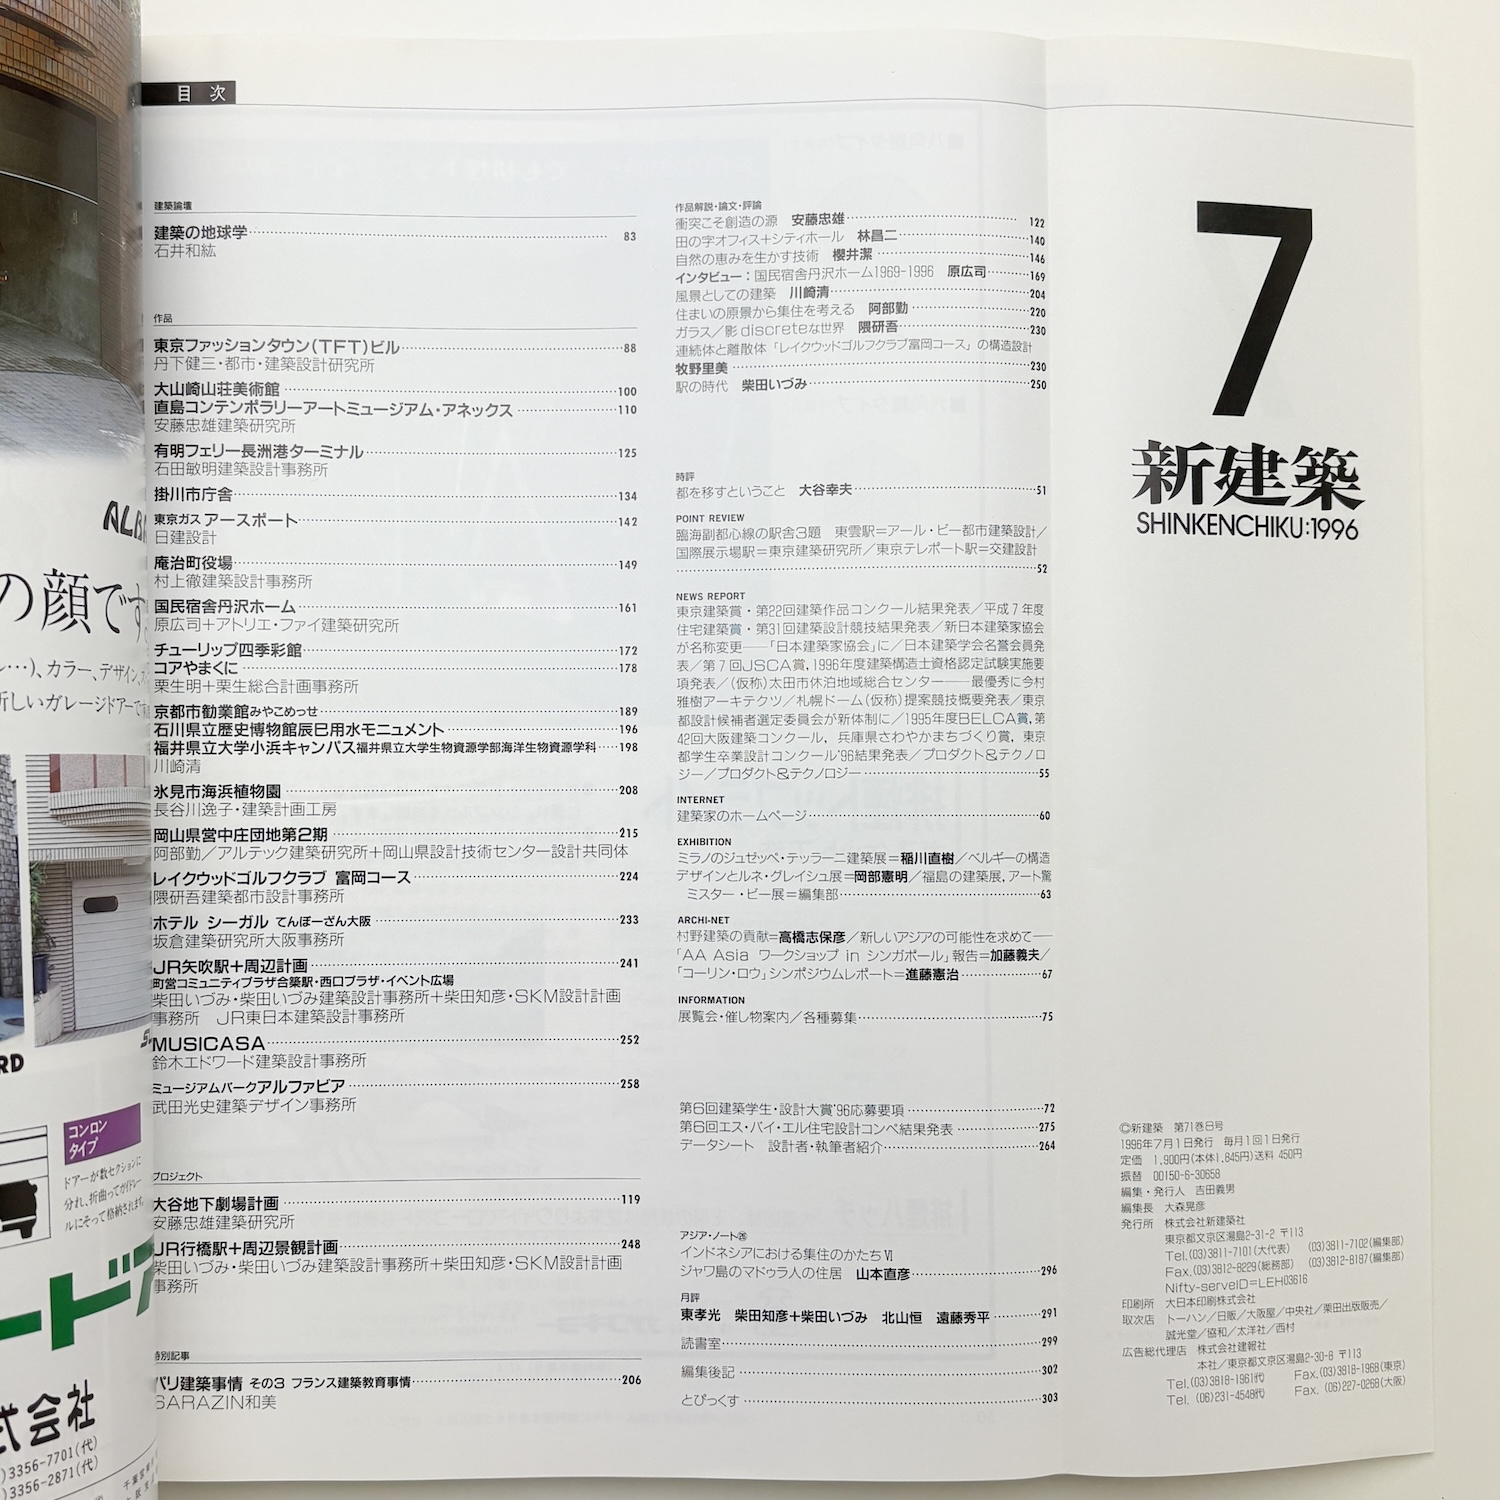 目 次
建築論壇
建築の地球学 83
石井和紘
作品
東京ファッションタウン(TFT)ビル 88
丹下健三・都市・建築設計研究所
大山崎山荘美術館 100
直島コンテンポラリーアートミュージアム・アネックス 110
安藤忠雄建築研究所
有明フェリー長洲港ターミナル 125
石田敏明建築設計事務所
掛川市庁舎 134
東京ガス アースポート 142
日建設計
庵治町役場 149
村上徹建築設計事務所
国民宿舎丹沢ホーム 161
原広司＋アトリエ・ファイ建築研究所
チューリップ四季彩館 172
コアやまくに 178
栗生明＋栗生総合計画事務所
京都市勧業館みやこめっせ 189
石川県立歴史博物館辰巳用水モニュメント 196
福井県立大学小浜キャンパス福井県立大学生物資源学部海洋生物資源学科 198
川崎清
氷見市海浜植物園 208
長谷川逸子・建築計画工房
岡山県営中庄団地第2期 215
阿部勤／アルテック建築研究所＋岡山県設計技術センター設計共同体
レイクウッドゴルフクラブ 富岡コース 224
隈研吾建築都市設計事務所
ホテル シーガル てんぽーざん大阪 233
坂倉建築研究所大阪事務所
JR矢吹駅＋周辺計画 241
町営コミュニティプラザ合築駅・西口プラザ・イベント広場
柴田いづみ・柴田いづみ建築設計事務所＋柴田知彦・SKM設計計画
事務所　JR東日本建築設計事務所
MUSICASA 252
鈴木エドワード建築設計事務所
ミュージアムパークアルファビア 258
武田光史建築デザイン事務所
プロジェクト
大谷地下劇場計画 119
安藤忠雄建築研究所
JR行橋駅＋周辺景観計画 248
柴田いづみ・柴田いづみ建築設計事務所＋柴田知彦・SKM設計計画
事務所
特別記事
パリ建築事情 その3 フランス建築教育事情 206
SARAZIN和美
作品解説・論文・評論
衝突こそ創造の源　安藤忠雄 122
田の字オフィス＋シティホール　林昌二 140
自然の恵みを生かす技術　櫻井潔 146
インタビュー：国民宿舎丹沢ホーム1969-1996　原広司 169
風景としての建築　川崎清 204
住まいの原景から集住を考える　阿部勤 220
ガラス／影 discreteな世界　隈研吾 230
連続体と離散体「レイクウッドゴルフクラブ富岡コース」の構造設計
牧野里美 230
駅の時代　柴田いづみ 250
時評
都を移すということ　大谷幸夫 51
POINT REVIEW
臨海副都心線の駅舎3題　東雲駅＝アール・ビー都市建築設計／
国際展示場駅＝東京建築研究所／東京テレポート駅＝交建設計
52
NEWS REPORT
東京建築賞・第22回建築作品コンクール結果発表／平成7年度
住宅建築賞・第31回建築設計競技結果発表／新日本建築家協会
が名称変更──「日本建築家協会」に／日本建築学会名誉会員発
表／第7回JSCA賞，1996年度建築構造士資格認定試験実施要
項発表／(仮称)太田市休泊地域総合センター──最優秀に今村
雅樹アーキテクツ／札幌ドーム(仮称)提案競技概要発表／東京
都設計候補者選定委員会が新体制に／1995年度BELCA賞，第
42回大阪建築コンクール，兵庫県さわやかまちづくり賞，東京
都学生卒業設計コンクール'96結果発表／プロダクト&テクノロ
ジー／プロダクト&テクノロジー 55
INTERNET
建築家のホームページ 60
EXHIBITION
ミラノのジュゼッペ・テッラーニ建築展＝稲川直樹／ベルギーの構造
デザインとルネ・グレイシュ展＝岡部憲明／福島の建築展，アート驚
ミスター・ビー展＝編集部 63
ARCHI-NET
村野建築の貢献＝高橋志保彦／新しいアジアの可能性を求めて──
「AA Asia ワークショップ in シンガポール」報告＝加藤義夫／
「コーリン・ロウ」シンポジウムレポート＝進藤憲治 67
INFORMATION
展覧会・催し物案内／各種募集 75
第6回建築学生・設計大賞'96応募要項 72
第6回エス・バイ・エル住宅設計コンペ結果発表 275
データシート　設計者・執筆者紹介 264
アジア・ノート㉖
インドネシアにおける集住のかたちⅥ
ジャワ島のマドゥラ人の住居　山本直彦 296
月評
東孝光　柴田知彦＋柴田いづみ　北山恒　遠藤秀平 291
読書室 299
編集後記 302
とぴっくす 303
7
新建築
SHINKENCHIKU:1996
©新建築　第71巻8号
1996年7月1日発行　毎月1回1日発行
定価　1,900円(本体1,845円)送料 450円
振替　00150-6-30658
編集・発行人　吉田義男
編集長　大森晃彦
発行所　株式会社新建築社
東京都文京区湯島2-31-2 〒113
Tel.(03)3811-7101(大代表)　(03)3811-7102(編集部)
Fax.(03)3812-8229(総務部)　(03)3812-8187(編集部)
Nifty-serveID=LEH03616
印刷所　大日本印刷株式会社
取次店　トーハン／日販／大阪屋／中央社／栗田出版販売／
誠光堂／協和／太洋社／西村
広告総代理店　株式会社建報社
本社／東京都文京区湯島2-30-8 〒113
Tel.(03)3818-1961代　Fax.(03)3818-1968(東京)
Tel.(06)231-4548代　Fax.(06)227-0268(大阪)
の顔です
し…)、カラー、デザイン、
新しいガレージドアーで
RD
コンロン
タイプ
ドアーが数セクションに
分れ、折曲ってガイドレー
ルにそって格納されます。
ードア
式会社
)3356-7701(代)
)3356-2871(代)